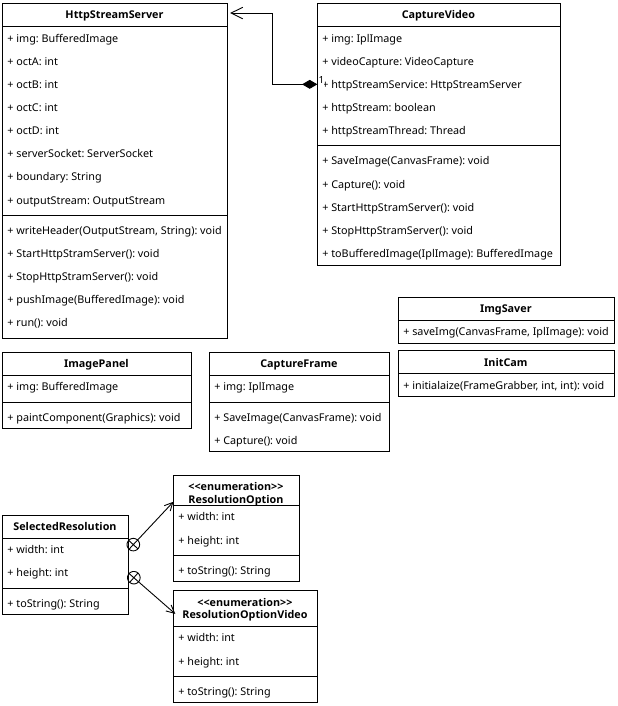 HttpStreamServer
+ img: BufferedImage
+ octA: int
+ octB: int
+ octC: int
+ octD: int
+ serverSocket: ServerSocket
+ boundary: String
+ outputStream: OutputStream
+ writeHeader(OutputStream, String): void
+ StartHttpStramServer(): void
+ StopHttpStramServer(): void
+ pushImage(BufferedImage): void
+ run(): void
CaptureVideo
+ img: IplImage
+ videoCapture: VideoCapture
1
+ httpStreamService: HttpStreamServer
+ httpStream: boolean
+ httpStreamThread: Thread
+ SaveImage(CanvasFrame): void
+ Capture(): void
+ StartHttpStramServer(): void
+ StopHttpStramServer(): void
+ toBufferedImage(IplImage): BufferedImage
ImgSaver
+ saveImg(CanvasFrame, IplImage): void
ImagePanel
+ img: BufferedImage
+ paintComponent(Graphics): void
CaptureFrame
+ img: IplImage
+ SaveImage(CanvasFrame): void
+ Capture(): void
InitCam
+ initialaize(FrameGrabber, int, int): void
SelectedResolution
+ width: int
+ height: int
+ toString(): String
<<enumeration>>
ResolutionOption
+ width: int
+ height: int
+ toString(): String
<<enumeration>>
ResolutionOptionVideo
+ width: int
+ height: int
+ toString(): String